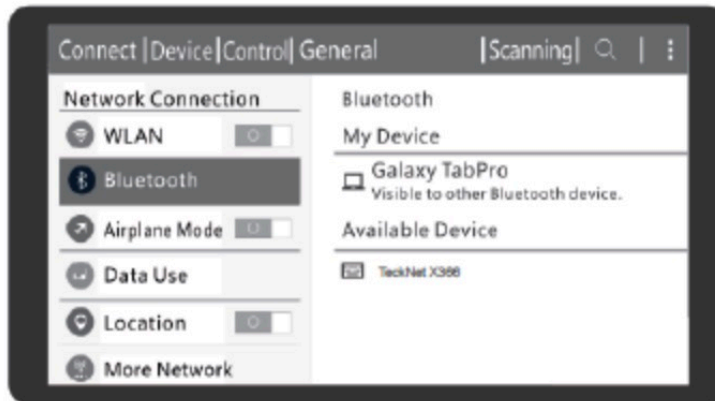 Connect |Device|Control| General |Scanning| |
Network Connection
WLAN
Bluetooth
Airplane Mode
Data Use
Location
More Network
Bluetooth
My Device
Galaxy TabPro
Visible to other Bluetooth device.
Available Device
TeckNet X366